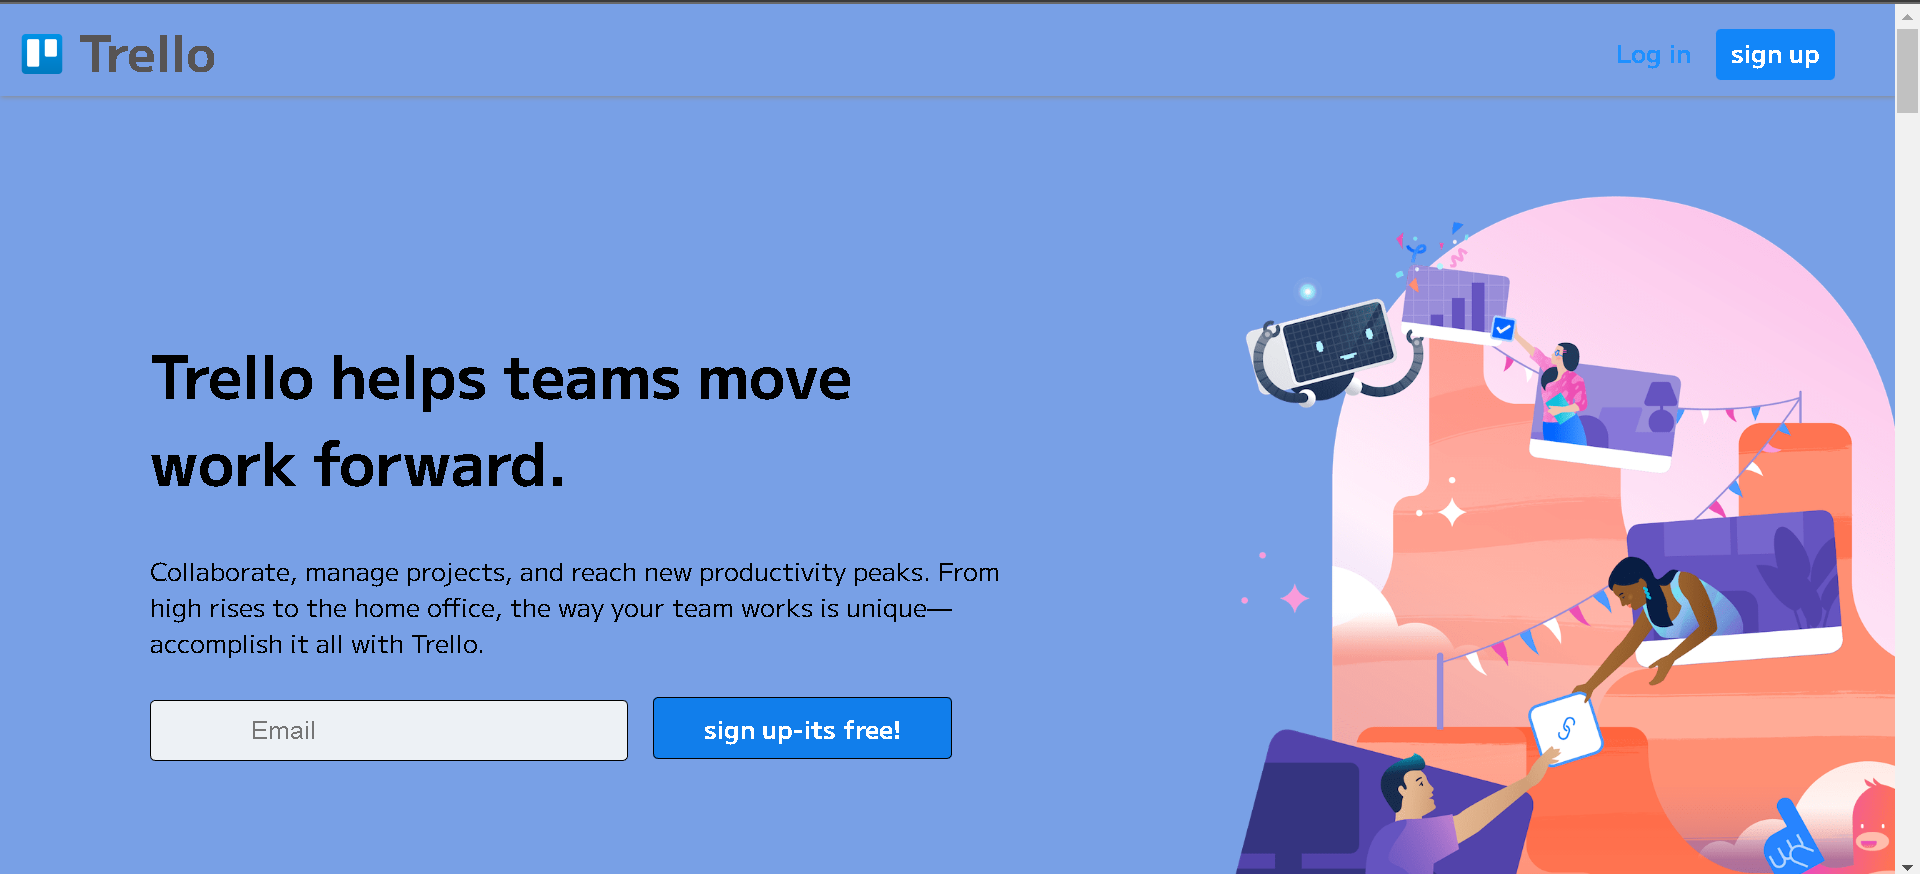 Trello
Log in
sign up
Trello helps teams move
work forward.
Collaborate, manage projects, and reach new productivity peaks. From
high rises to the home office, the way your team works is unique—
accomplish it all with Trello.
Email
sign up-its free!